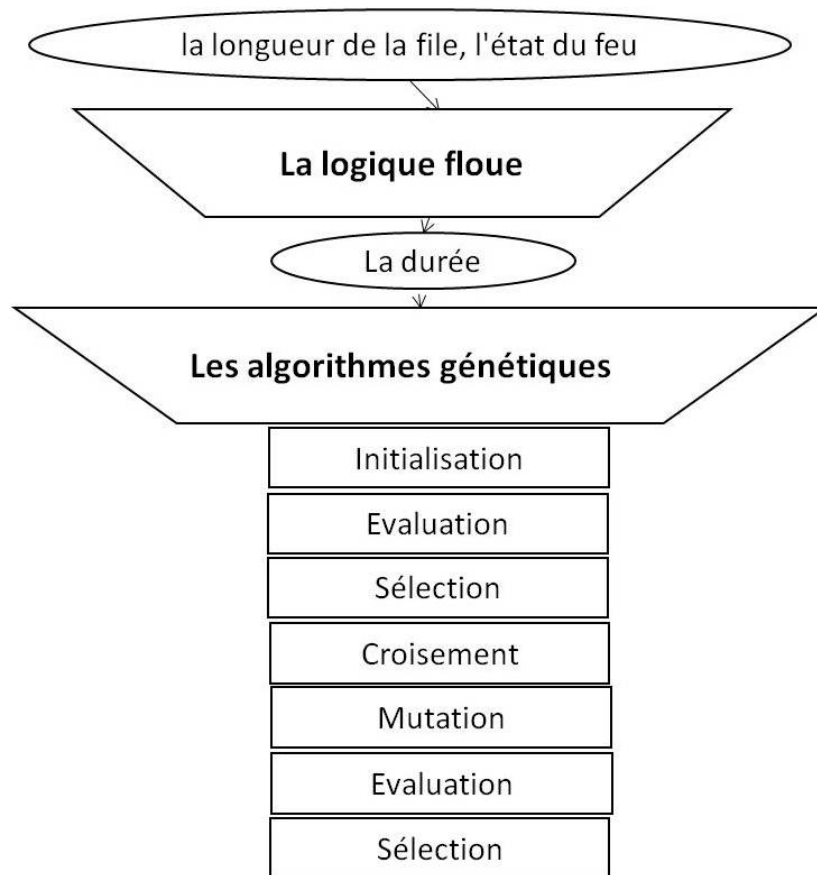 la longueur de la file, l'état du feu
La logique floue
La durée
Les algorithmes génétiques
Initialisation
Evaluation
Sélection
Croisement
Mutation
Evaluation
Sélection